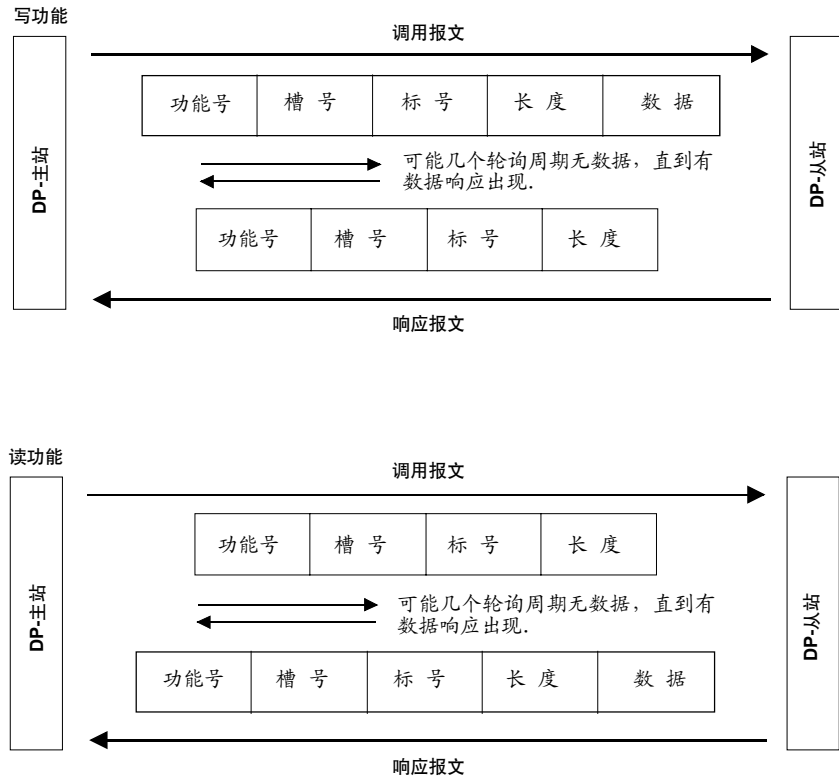 写功能
调用报文
DP-主站
功能号 槽 号 标 号 长 度 数 据
可能几个轮询周期无数据，直到有
数据响应出现.
功能号 槽 号 标 号 长 度
DP-从站
响应报文
读功能
调用报文
DP-主站
功能号 槽 号 标 号 长 度
可能几个轮询周期无数据，直到有
数据响应出现.
功能号 槽 号 标 号 长 度 数 据
DP-从站
响应报文